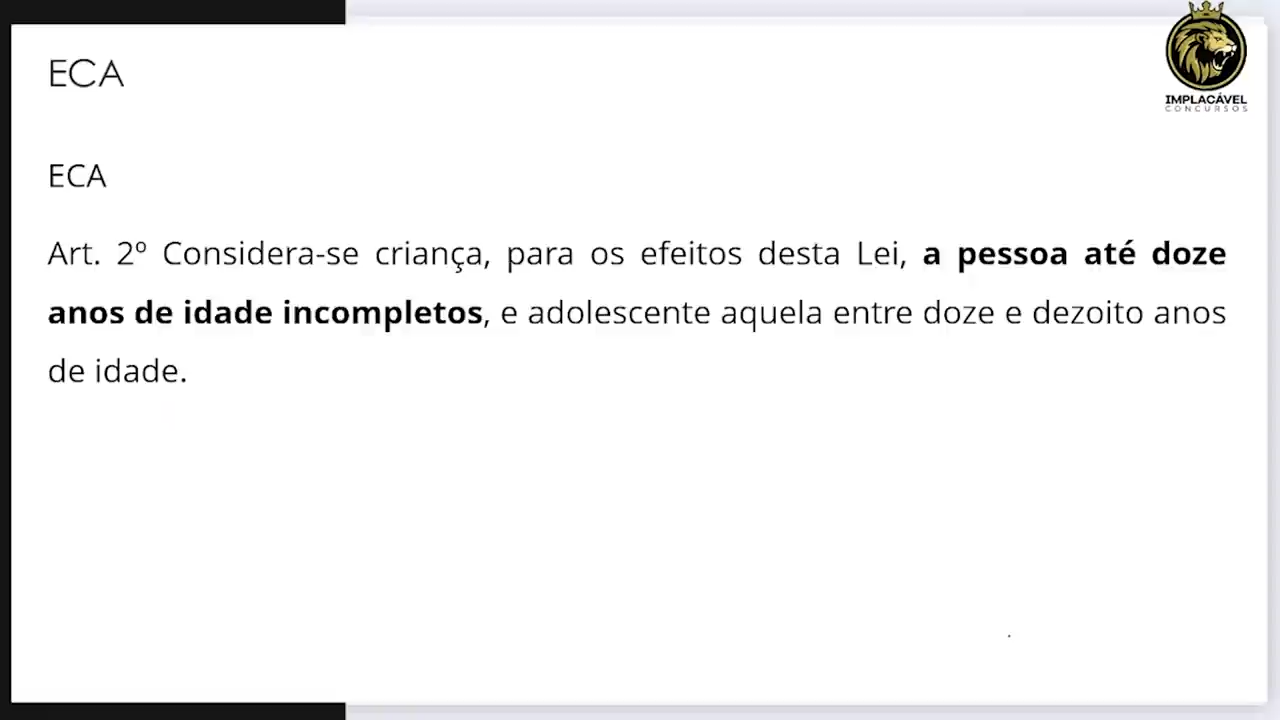 IMPLACÁVEL
CONCURSOS
ECA
ECA
Art. 2º Considera-se criança, para os efeitos desta Lei, a pessoa até doze
anos de idade incompletos, e adolescente aquela entre doze e dezoito anos
de idade.